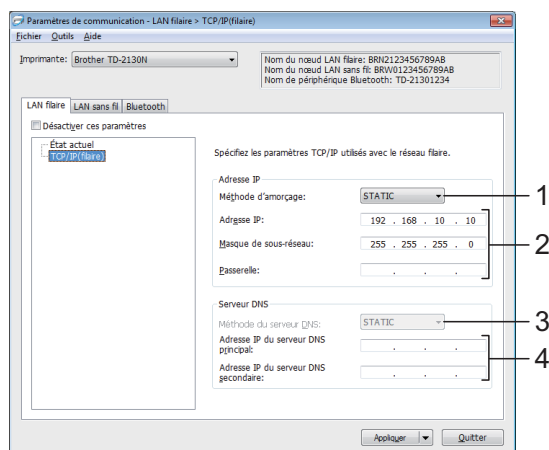 Paramètres de communication - LAN filaire > TCP/IP(filaire)
Fichier Outils Aide
Imprimante: Brother TD-2130N
Nom du nœud LAN filaire: BRN2123456789AB
Nom du nœud LAN sans fil: BRW0123456789AB
Nom de périphérique Bluetooth: TD-21301234
LAN filaire LAN sans fil Bluetooth
Désactiver ces paramètres
État actuel
TCP/IP(filaire)
Spécifiez les paramètres TCP/IP utilisés avec le réseau filaire.
Adresse IP
Méthode d'amorçage: STATIC 1
Adresse IP: 192 . 168 . 10 . 10
Masque de sous-réseau: 255 . 255 . 255 . 0 2
Passerelle: . . .
Serveur DNS
Méthode du serveur DNS: STATIC 3
Adresse IP du serveur DNS
principal: . . .
4
Adresse IP du serveur DNS
secondaire: . . .
Appliquer Quitter